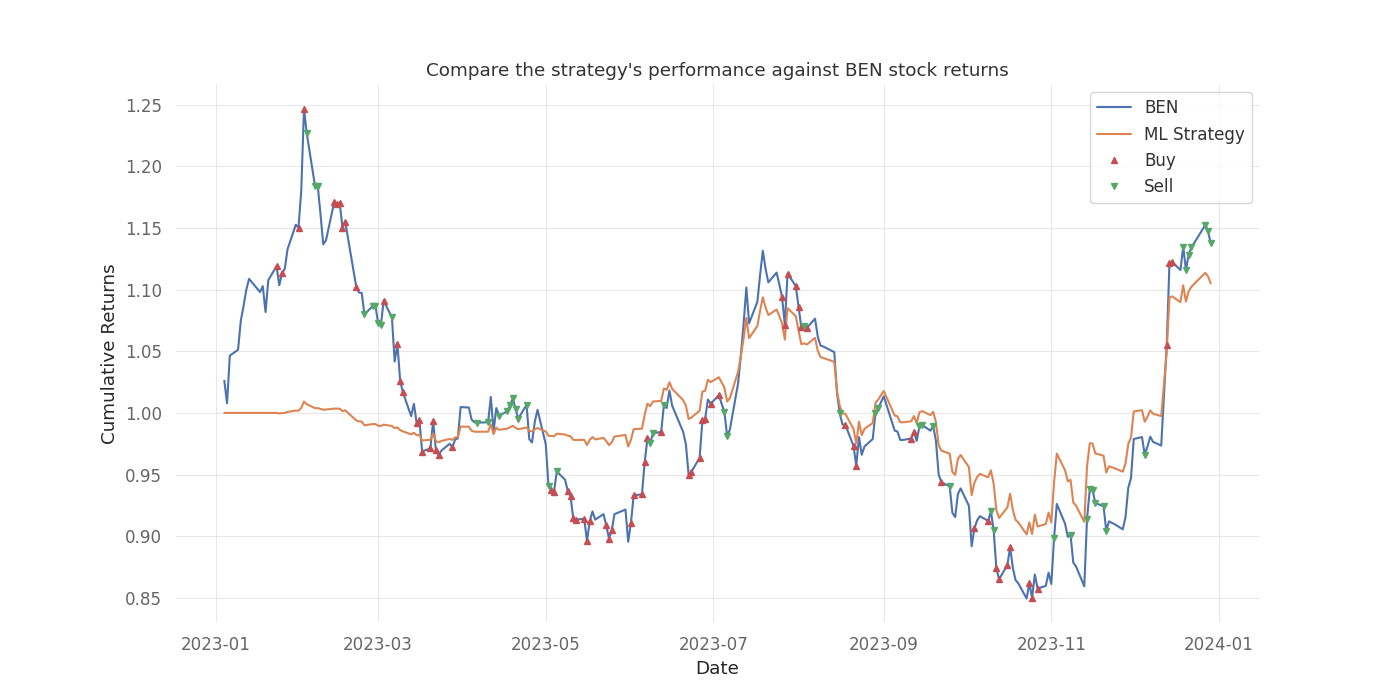 Compare the strategy's performance against BEN stock returns
BEN
ML Strategy
Buy
Sell
Cumulative Returns
1.25
1.20
1.15
1.10
1.05
1.00
0.95
0.90
0.85
2023-01
2023-03
2023-05
2023-07
2023-09
2023-11
2024-01
Date